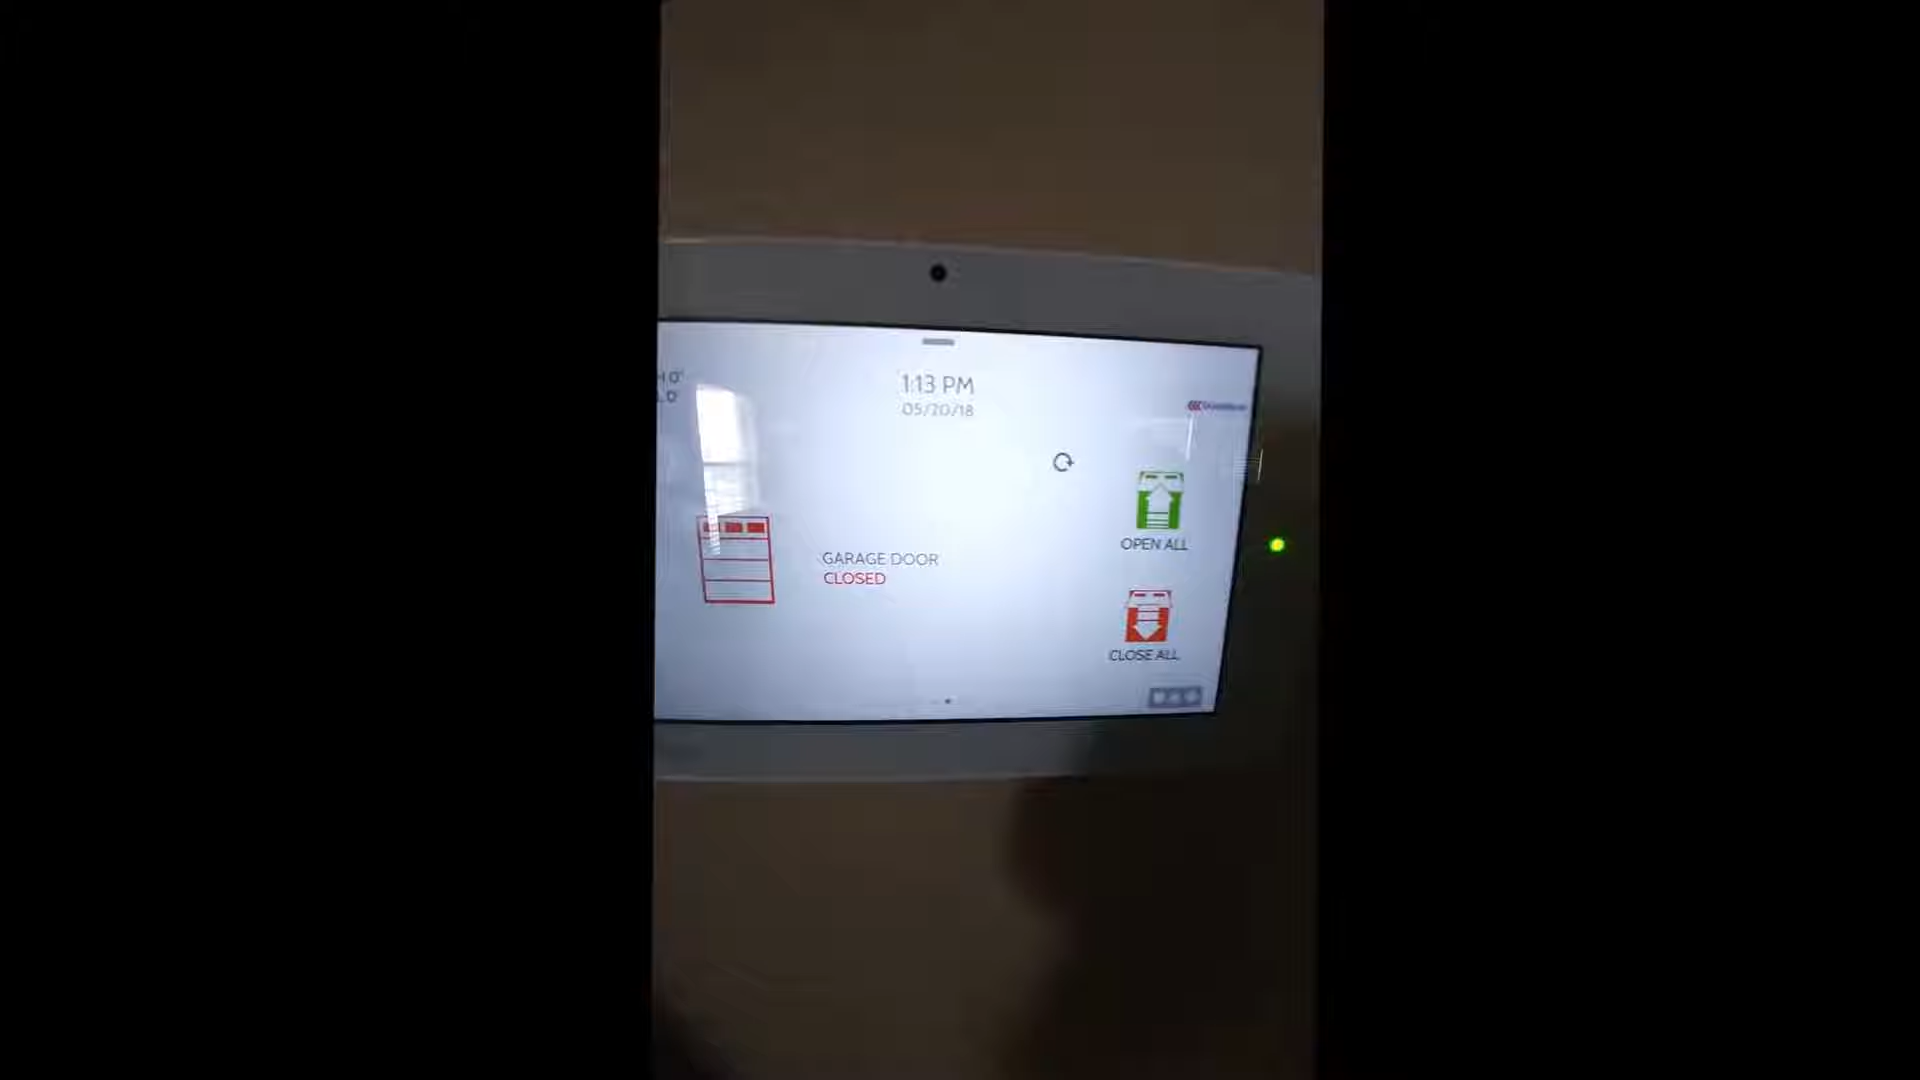 1:13 PM
05/20/18
GARAGE DOOR
CLOSED
OPEN ALL
CLOSE ALL